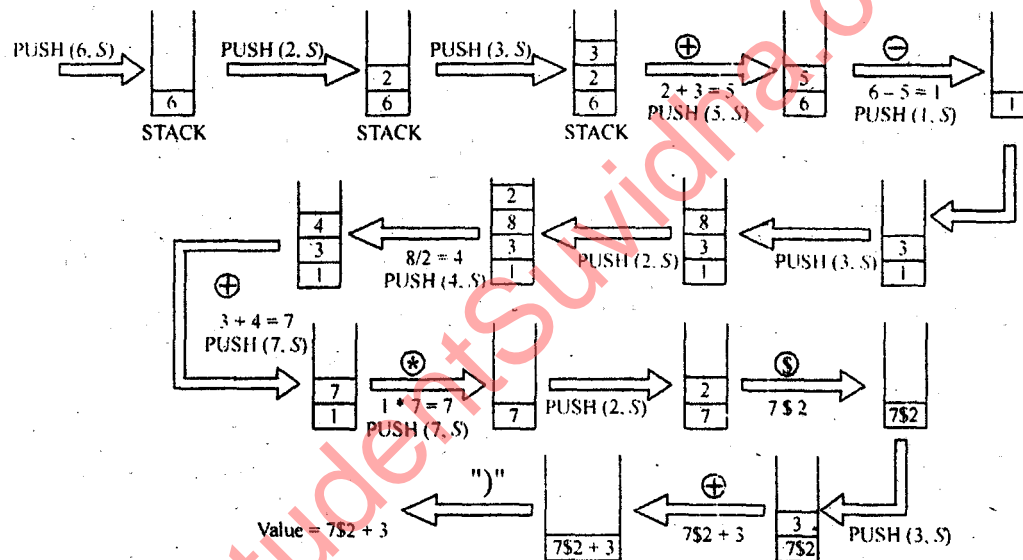 PUSH (6, S)
6
STACK
PUSH (2, S)
2
6
STACK
PUSH (3, S)
3
2
6
STACK
+
2 + 3 = 5
PUSH (5, S)
5
6
−
6 – 5 = 1
PUSH (1, S)
1
3
1
PUSH (3, S)
8
3
1
PUSH (2, S)
2
8
3
1
8/2 = 4
PUSH (4, S)
4
3
1
+
3 + 4 = 7
PUSH (7, S)
7
1
*
1 * 7 = 7
PUSH (7, S)
7
PUSH (2, S)
2
7
$
7 $ 2
7$2
PUSH (3, S)
3
7$2
+
7$2 + 3
7$2 + 3
")"
Value = 7$2 + 3